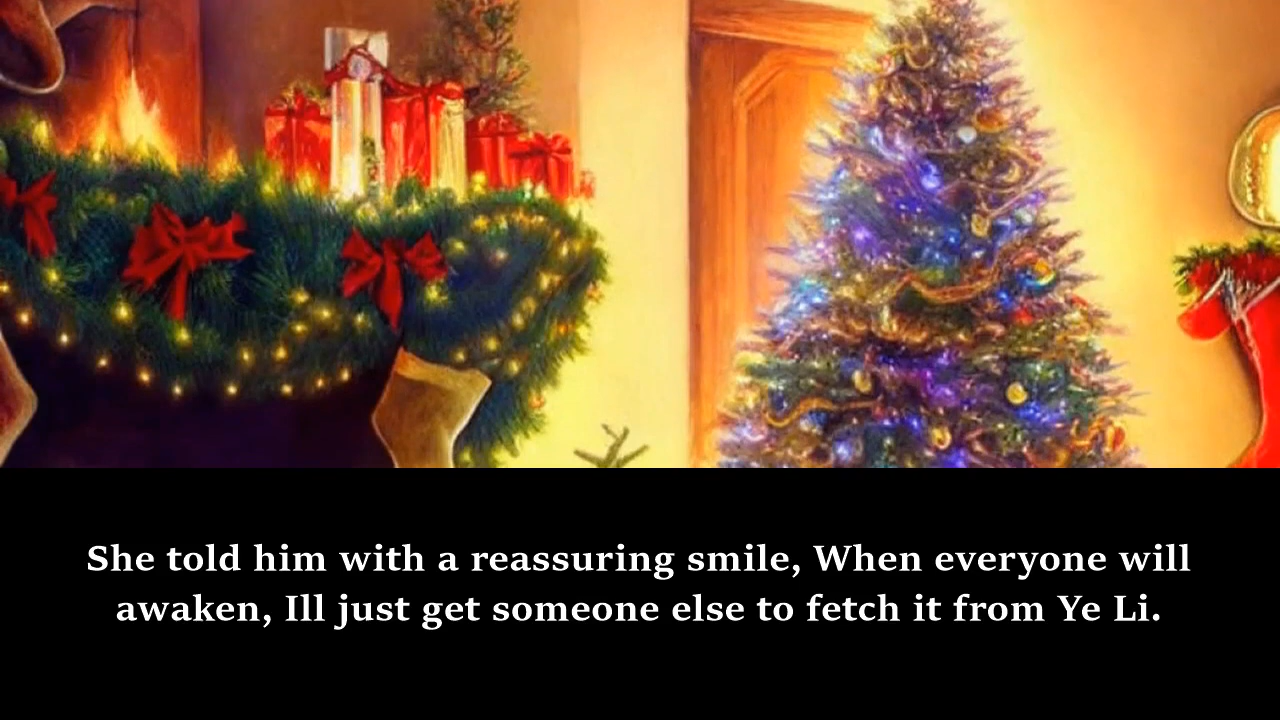 She told him with a reassuring smile, When everyone will
awaken, Ill just get someone else to fetch it from Ye Li.